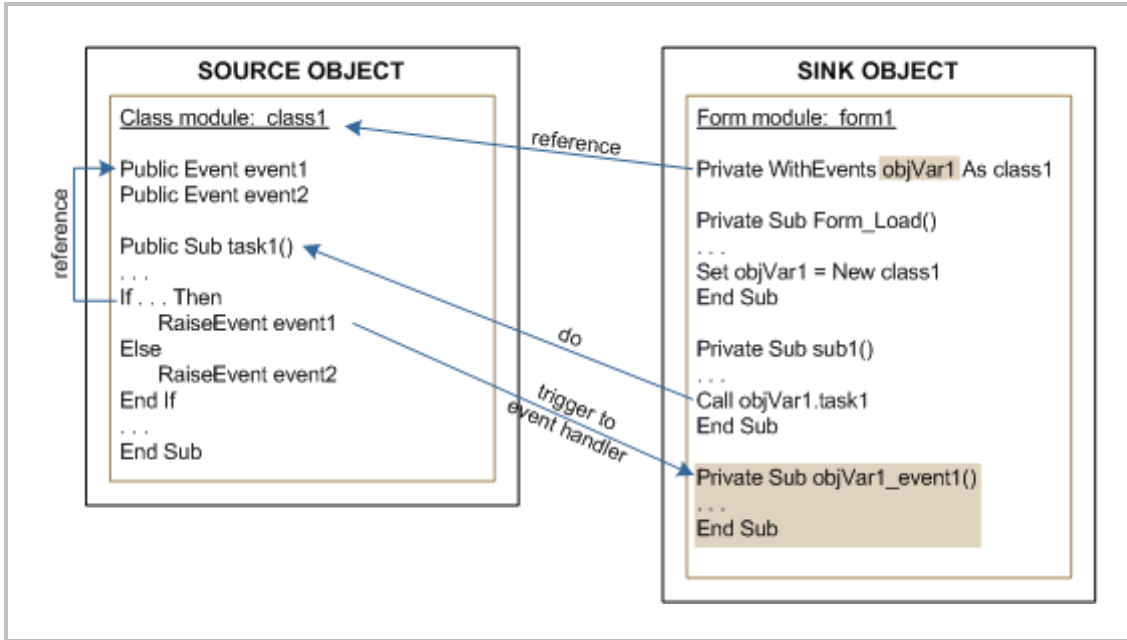 SOURCE OBJECT
Class module:  class1
Public Event event1
Public Event event2
Public Sub task1()
. . .
If . . . Then
RaiseEvent event1
Else
RaiseEvent event2
End If
. . .
End Sub
reference
reference
do
trigger to
event handler
SINK OBJECT
Form module:  form1
Private WithEvents objVar1 As class1
Private Sub Form_Load()
. . .
Set objVar1 = New class1
End Sub
Private Sub sub1()
. . .
Call objVar1.task1
End Sub
Private Sub objVar1_event1()
. . .
End Sub